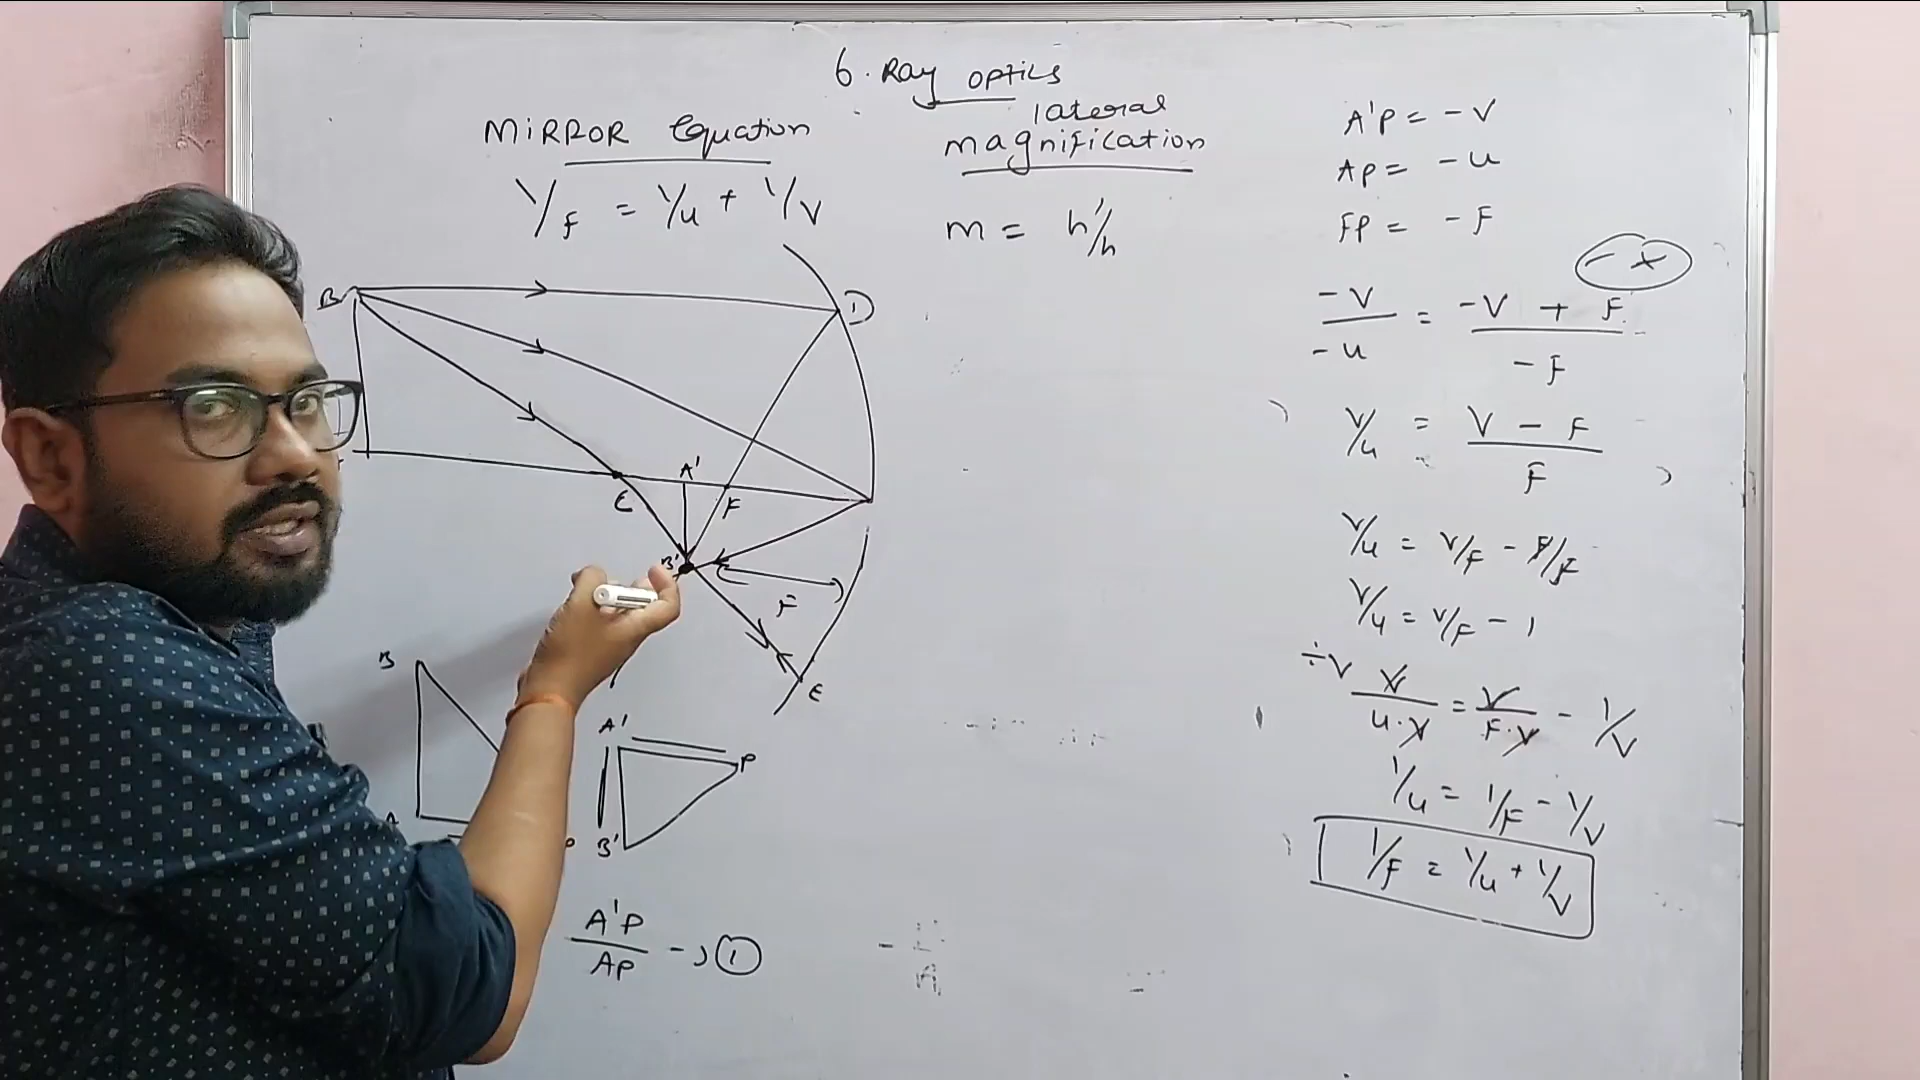 6. Ray optics
MIRROR Equation
1/F = 1/u + 1/V
lateral
magnification
m = h'/h
B
D
A'
E
F
B'
F
E
B
A
A'
P
B'
A'P
AP
- ①
A'P = - V
AP = - u
FP = - F
- +
- V = - V + F
- u - F
V/u = V - F
F
V/u = V/F - F/F
V/u = V/F - 1
÷V V = V - 1/V
u.V F.V
1/u = 1/F - 1/V
1/F = 1/u + 1/V